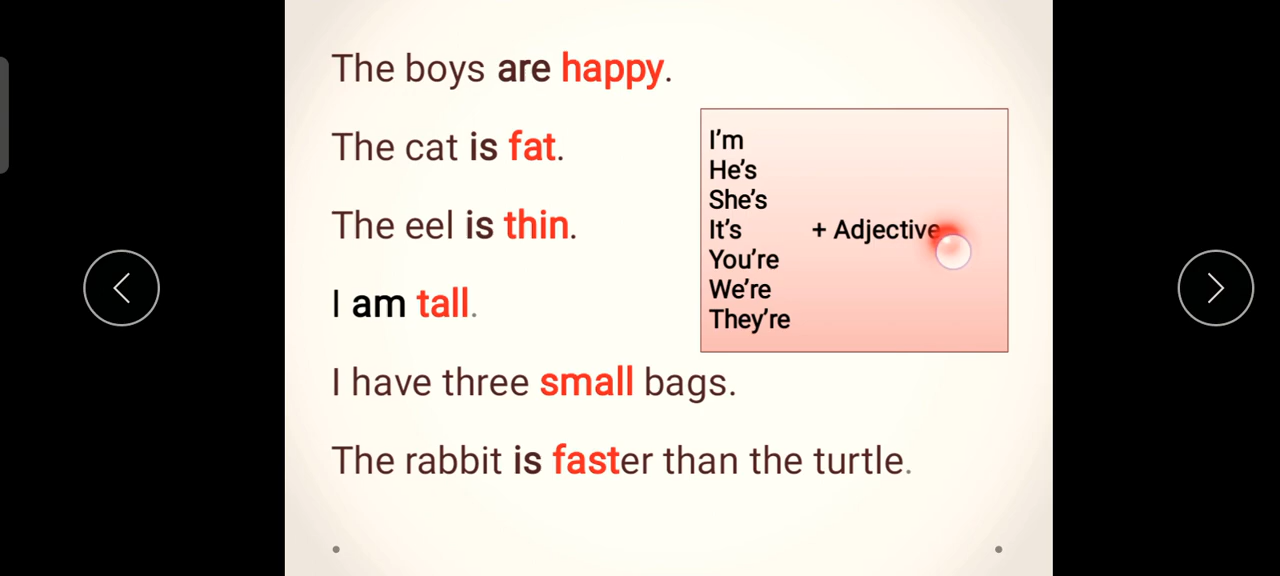 The boys are happy.
The cat is fat.
The eel is thin.
I am tall.
I have three small bags.
The rabbit is faster than the turtle.
I'm
He's
She's
It's + Adjective
You're
We're
They're